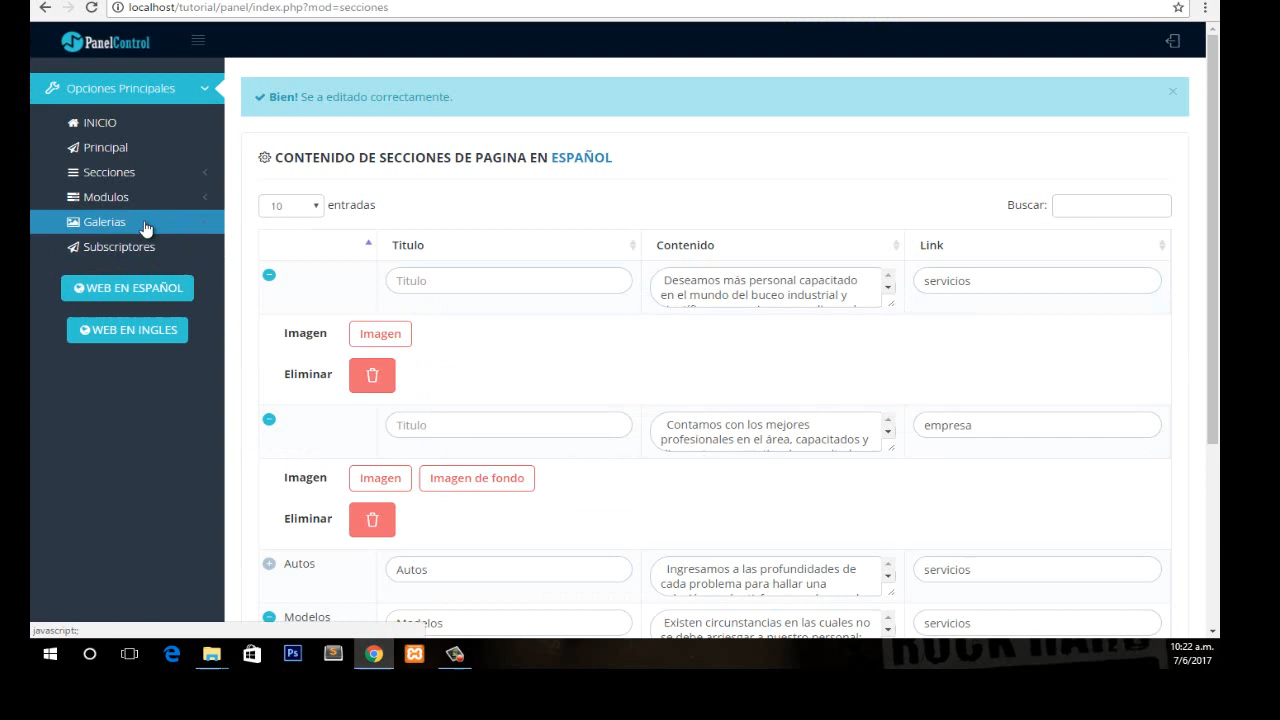 localhost/tutorial/panel/index.php?mod=secciones
PanelControl
Opciones Principales
INICIO
Principal
Secciones
Modulos
Galerias
Subscriptores
WEB EN ESPAÑOL
WEB EN INGLES
Bien! Se a editado correctamente.
CONTENIDO DE SECCIONES DE PAGINA EN ESPAÑOL
10 entradas
Buscar:
Titulo Contenido Link
Titulo
Deseamos más personal capacitado
en el mundo del buceo industrial y
servicios
Imagen Imagen
Eliminar
Titulo
Contamos con los mejores
profesionales en el área, capacitados y
empresa
Imagen Imagen Imagen de fondo
Eliminar
Autos Autos
Ingresamos a las profundidades de
cada problema para hallar una
servicios
Modelos Modelos
Existen circunstancias en las cuales no
se debe arriesgar a nuestro personal;
servicios
javascript:;
Ps
S
ROCK HARD
10:22 a.m.
7/6/2017